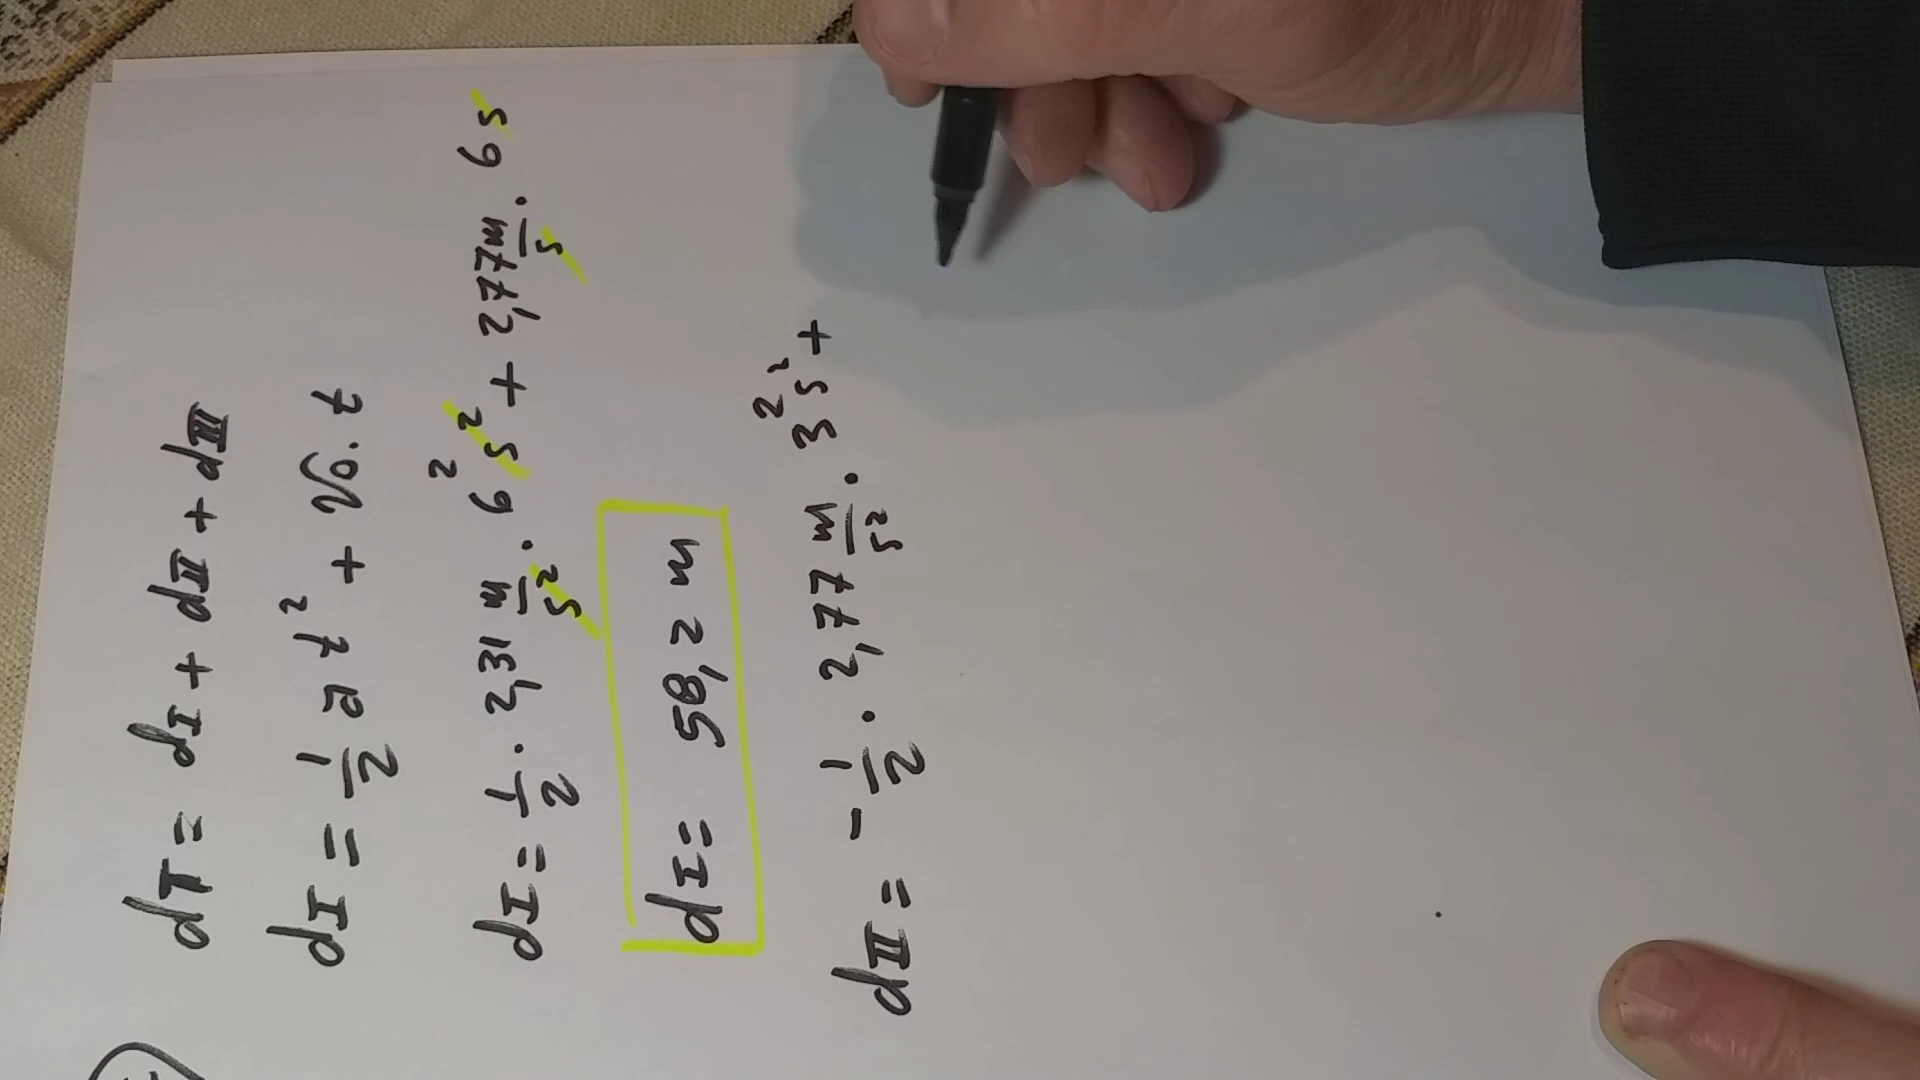 dT = dI + dII + dIII
dI = 1/2 a t² + V0 . t
dI = 1/2 . 2,31 m/s² . 6² s² + 2,77 m/s . 6 s
dI = 58,2 m
dII = - 1/2 . 2,77 m/s² . 3² s² +